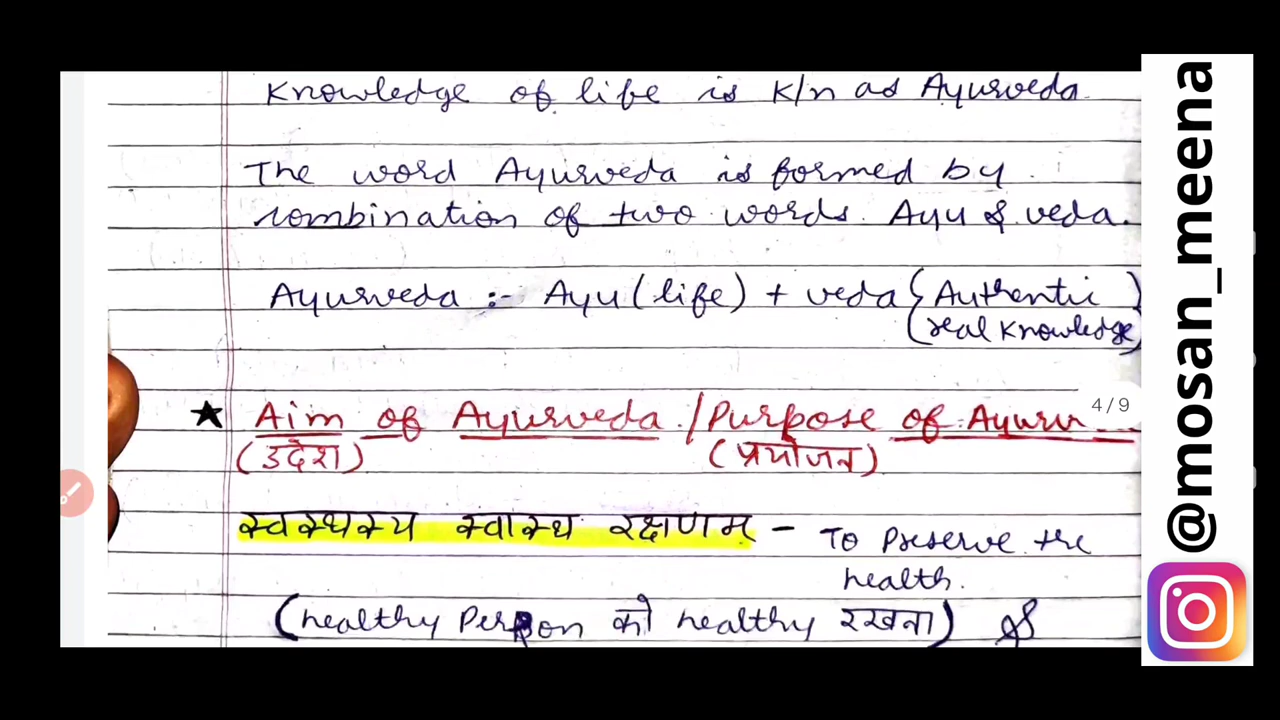 Knowledge of life is K/n as Ayurveda.
The word Ayurveda is formed by
combination of two words. Ayu & veda.
Ayurveda :- Ayu (life) + veda { Authentic }
(real Knowledge)
★ Aim of Ayurveda / Purpose of Ayurv...
(उदेश) (प्रयोजन)
4/9
स्वस्थस्य स्वास्थ रक्षणम् - To Preserve the
health.
(healthy Person को healthy रखना) &
@mosan_meena